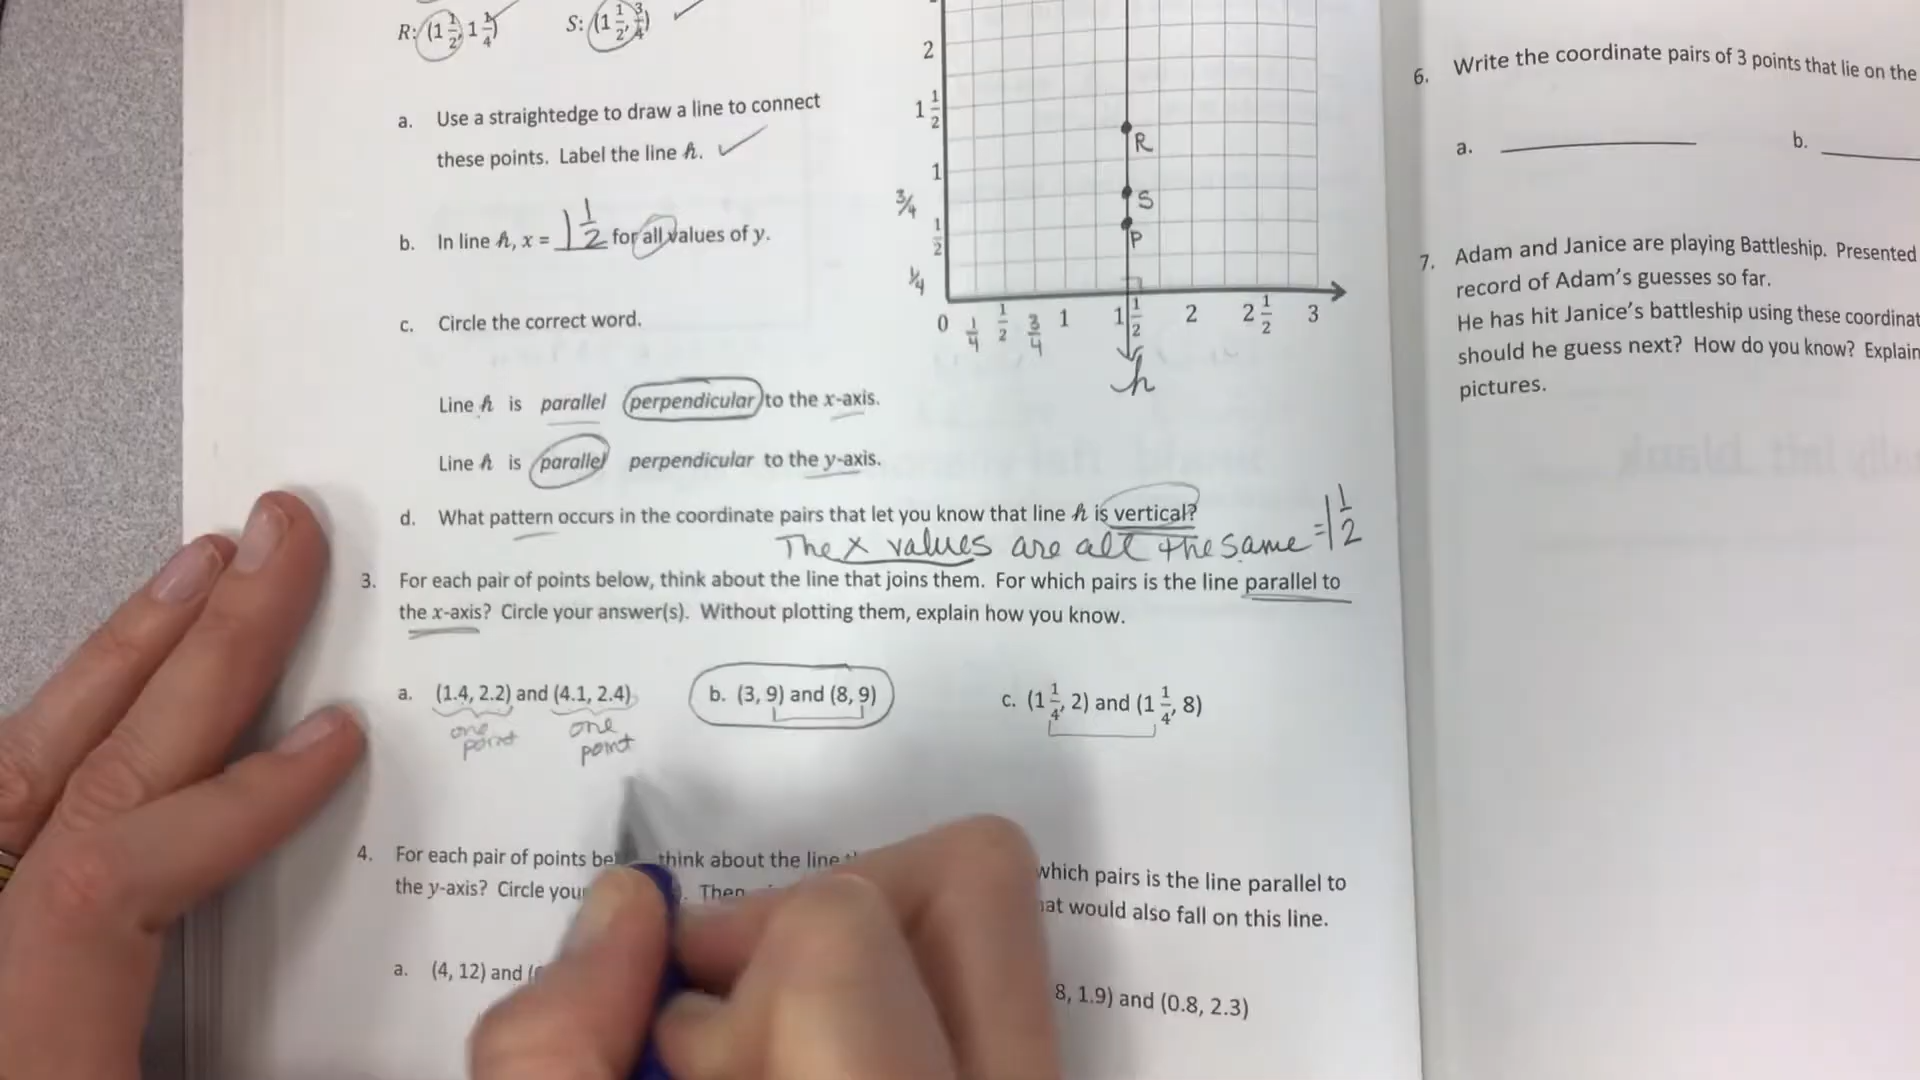 R: (1 1/2, 1 1/4)
S: (1 1/2, 3/4)
a. Use a straightedge to draw a line to connect
these points. Label the line h.
b. In line h, x = 1 1/2 for all values of y.
c. Circle the correct word.
Line h is parallel perpendicular to the x-axis.
Line h is parallel perpendicular to the y-axis.
d. What pattern occurs in the coordinate pairs that let you know that line h is vertical?
The x values are all the same = 1 1/2
2
1 1/2
1
3/4
1/2
1/4
R
S
P
0 1/4 1/2 3/4 1 1 1/2 2 2 1/2 3
h
3. For each pair of points below, think about the line that joins them. For which pairs is the line parallel to
the x-axis? Circle your answer(s). Without plotting them, explain how you know.
a. (1.4, 2.2) and (4.1, 2.4)
one point
one point
b. (3, 9) and (8, 9)
c. (1 1/4, 2) and (1 1/4, 8)
4. For each pair of points think about the line which pairs is the line parallel to
the y-axis? Circle Then would also fall on this line.
a. (4, 12) and
8, 1.9) and (0.8, 2.3)
6. Write the coordinate pairs of 3 points that lie on the
a.
b.
7. Adam and Janice are playing Battleship. Presented
record of Adam's guesses so far.
He has hit Janice's battleship using these
should he guess next? How do you know? Explain
pictures.